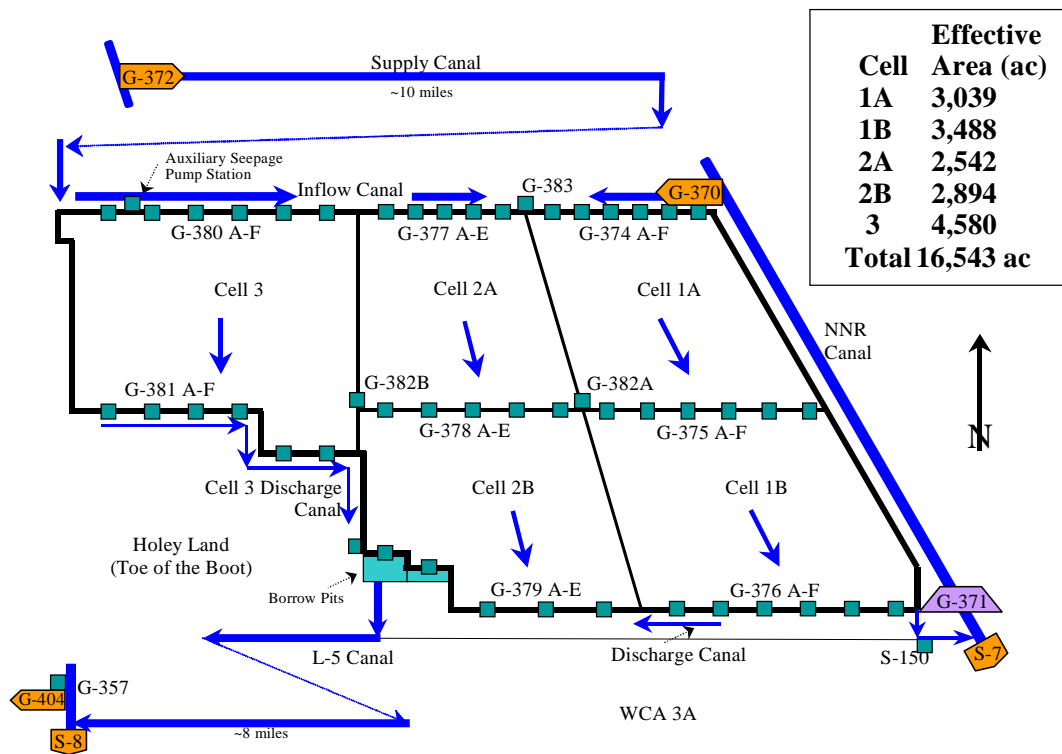 Effective
Cell Area (ac)
1A 3,039
1B 3,488
2A 2,542
2B 2,894
3 4,580
Total 16,543 ac
G-372
Supply Canal
~10 miles
Auxiliary Seepage
Pump Station
Inflow Canal
G-383
G-370
G-380 A-F
G-377 A-E
G-374 A-F
Cell 3
Cell 2A
Cell 1A
NNR
Canal
G-381 A-F
G-382B
G-382A
G-378 A-E
G-375 A-F
N
Cell 3 Discharge
Canal
Cell 2B
Cell 1B
Holey Land
(Toe of the Boot)
Borrow Pits
G-379 A-E
G-376 A-F
G-371
L-5 Canal
Discharge Canal
S-150
S-7
G-357
G-404
S-8
~8 miles
WCA 3A